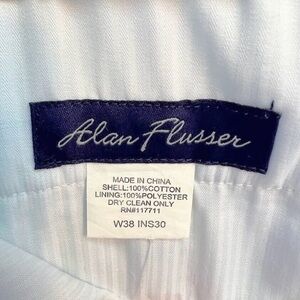 Alan Flusser
MADE IN CHINA
SHELL:100%COTTON
LINING:100%POLYESTER
DRY CLEAN ONLY
RN#117711
W38 INS30